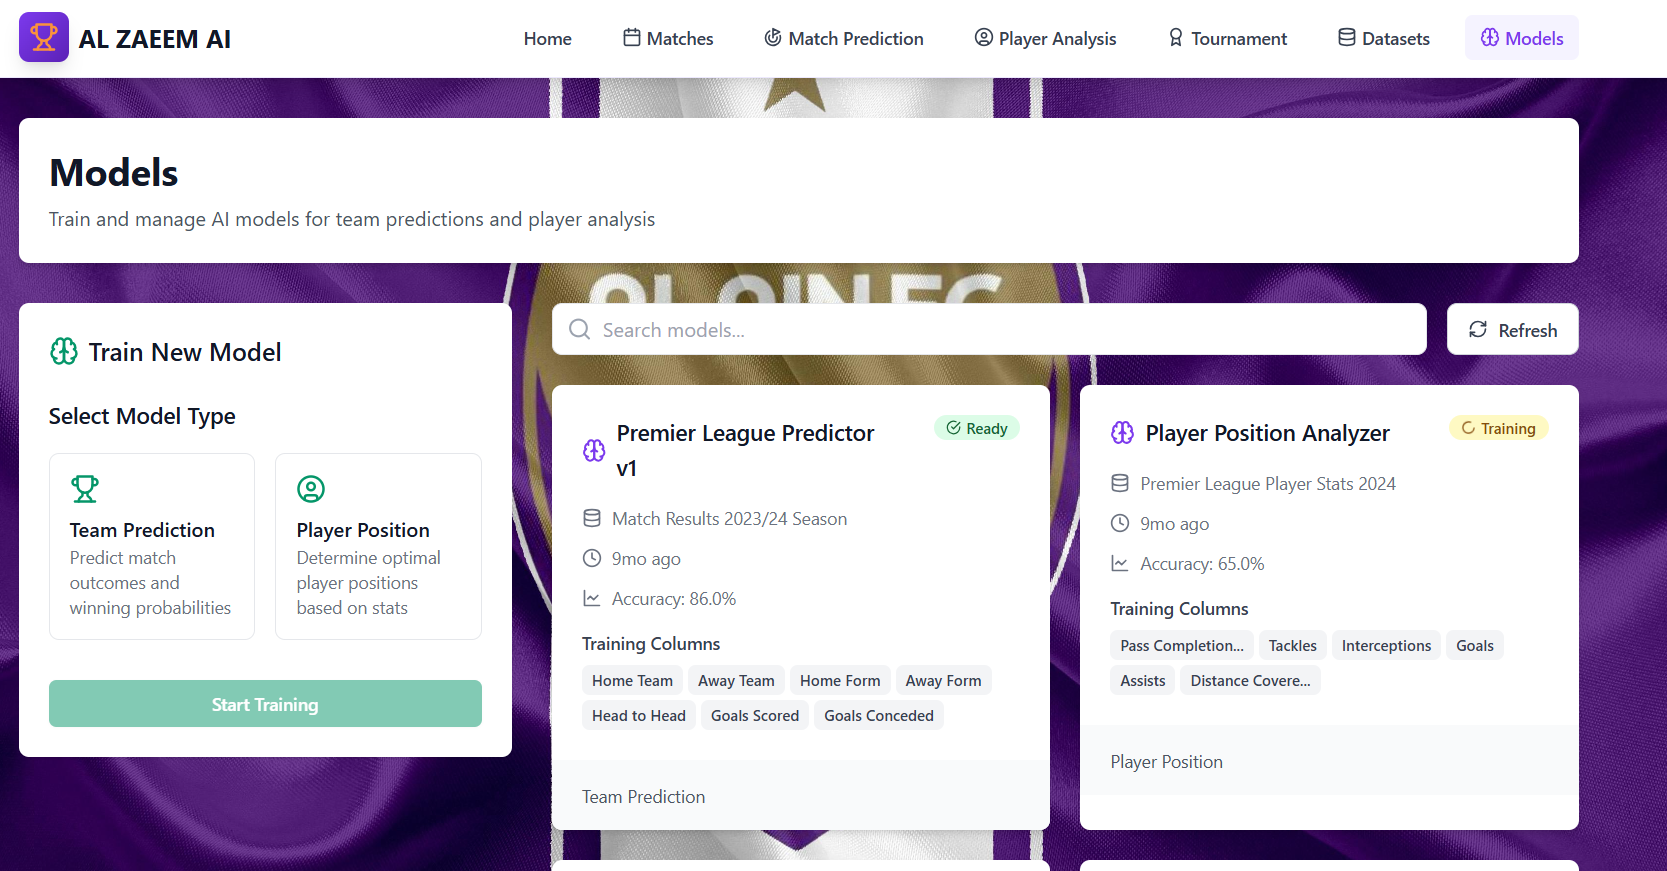 AL ZAEEM AI
Home
Matches
Match Prediction
Player Analysis
Tournament
Datasets
Models
Models
Train and manage AI models for team predictions and player analysis
Train New Model
Select Model Type
Team Prediction
Predict match
outcomes and
winning probabilities
Player Position
Determine optimal
player positions
based on stats
Start Training
Search models...
Refresh
Premier League Predictor
v1
Ready
Match Results 2023/24 Season
9mo ago
Accuracy: 86.0%
Training Columns
Home Team
Away Team
Home Form
Away Form
Head to Head
Goals Scored
Goals Conceded
Team Prediction
Player Position Analyzer
Training
Premier League Player Stats 2024
9mo ago
Accuracy: 65.0%
Training Columns
Pass Completion...
Tackles
Interceptions
Goals
Assists
Distance Covere...
Player Position